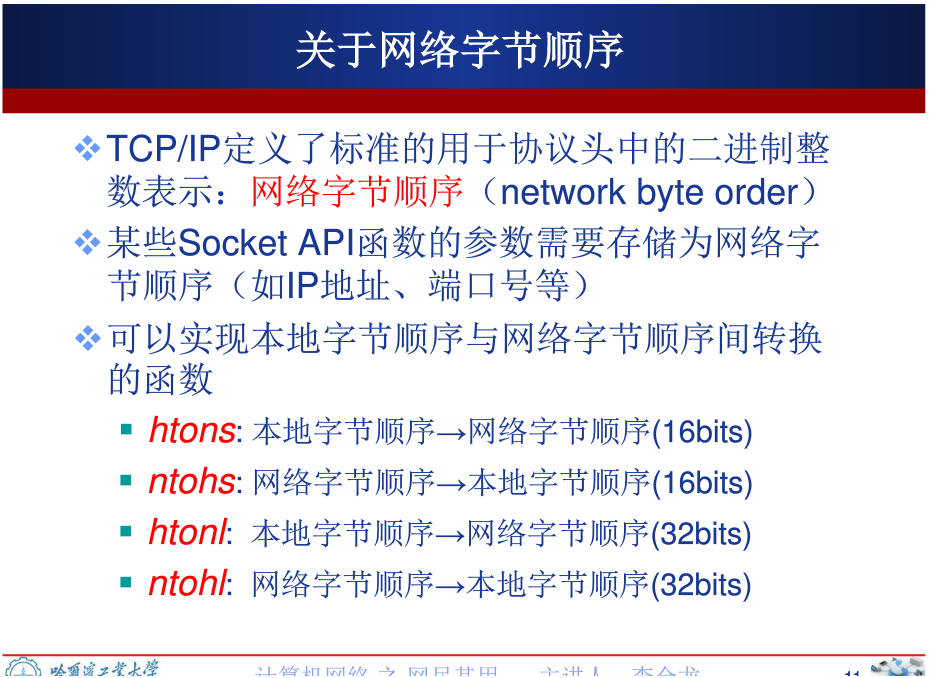 关于网络字节顺序
TCP/IP定义了标准的用于协议头中的二进制整
数表示：网络字节顺序（network byte order）
某些Socket API函数的参数需要存储为网络字
节顺序（如IP地址、端口号等）
可以实现本地字节顺序与网络字节顺序间转换
的函数
htons: 本地字节顺序→网络字节顺序(16bits)
ntohs: 网络字节顺序→本地字节顺序(16bits)
htonl: 本地字节顺序→网络字节顺序(32bits)
ntohl: 网络字节顺序→本地字节顺序(32bits)
哈爾濱工業大學
计算机网络 之 网尽其用 主讲人 李全龙 11